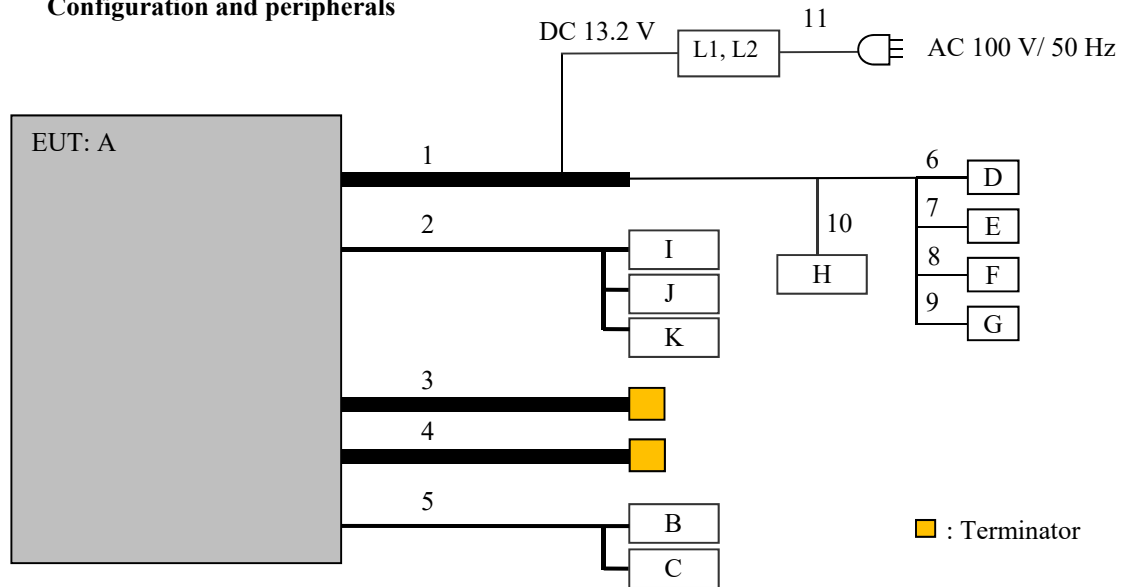 Configuration and peripherals
11
DC 13.2 V
L1, L2
AC 100 V/ 50 Hz
EUT: A
1
6
D
7
E
2
10
I
8
F
H
J
9
G
K
3
4
5
B
: Terminator
C